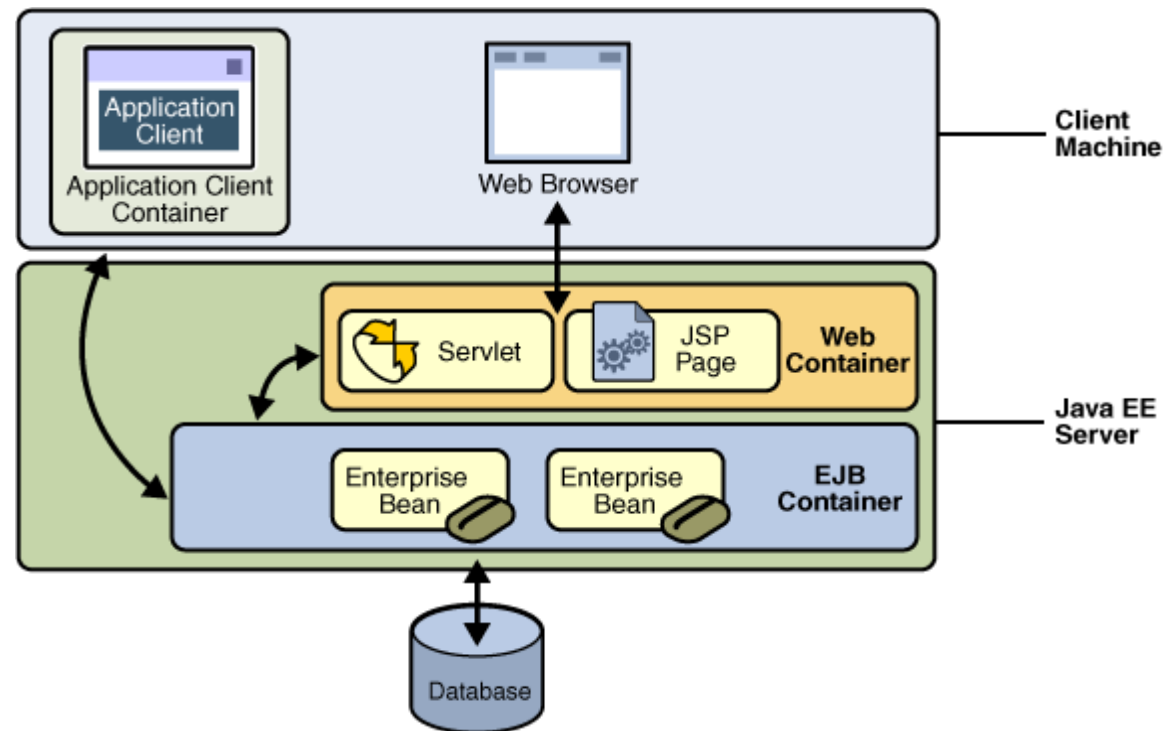 Application
Client
Application Client
Container
Web Browser
Client
Machine
Servlet
JSP
Page
Web
Container
Java EE
Server
Enterprise
Bean
Enterprise
Bean
EJB
Container
Database